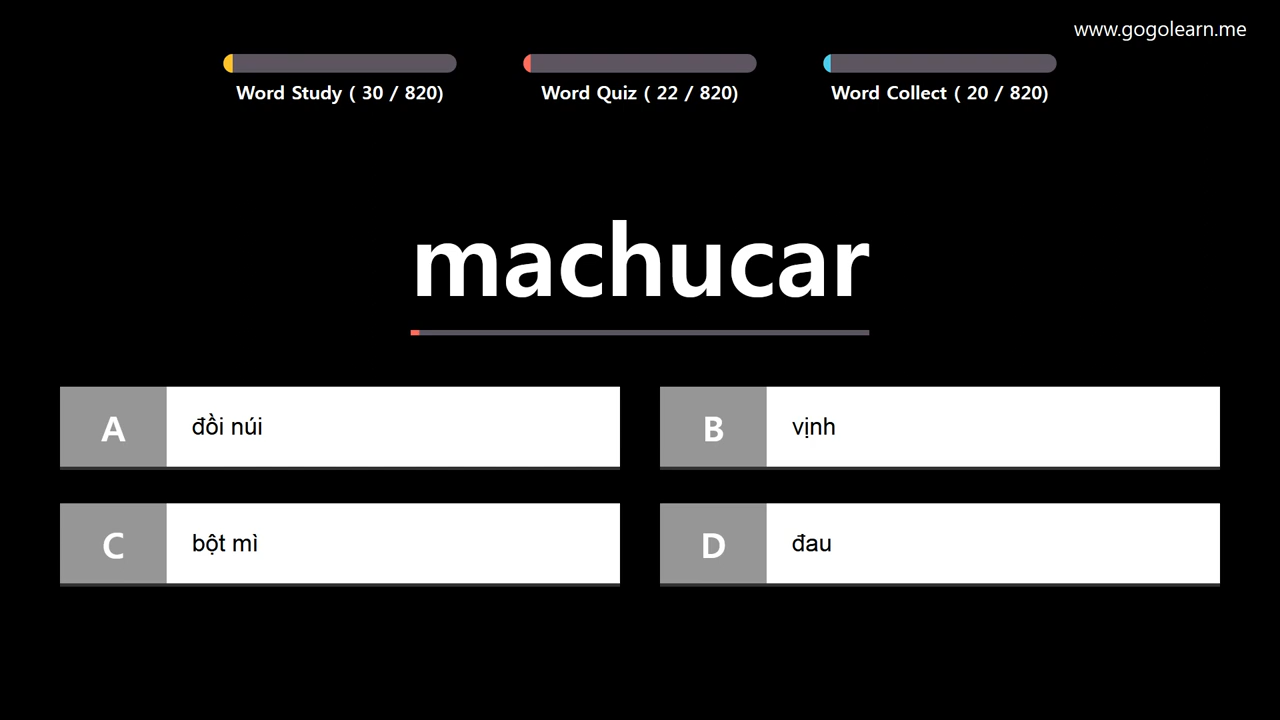 www.gogolearn.me
Word Study ( 30 / 820)
Word Quiz ( 22 / 820)
Word Collect ( 20 / 820)
machucar
A
đồi núi
B
vịnh
C
bột mì
D
đau